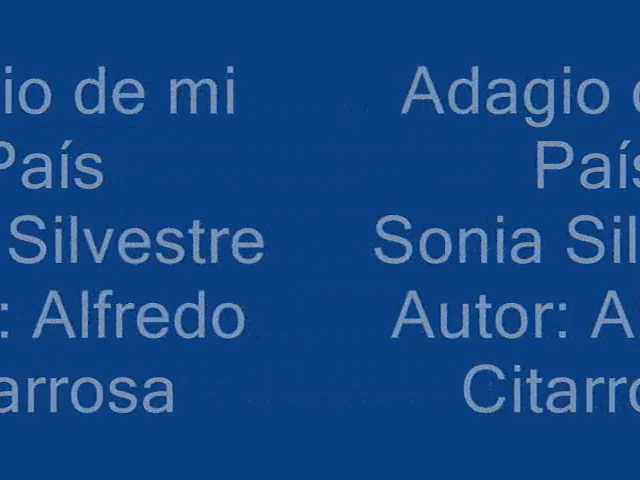 io de mi Adagio d
País País
Silvestre Sonia Sil
: Alfredo Autor: A
arrosa Citarro